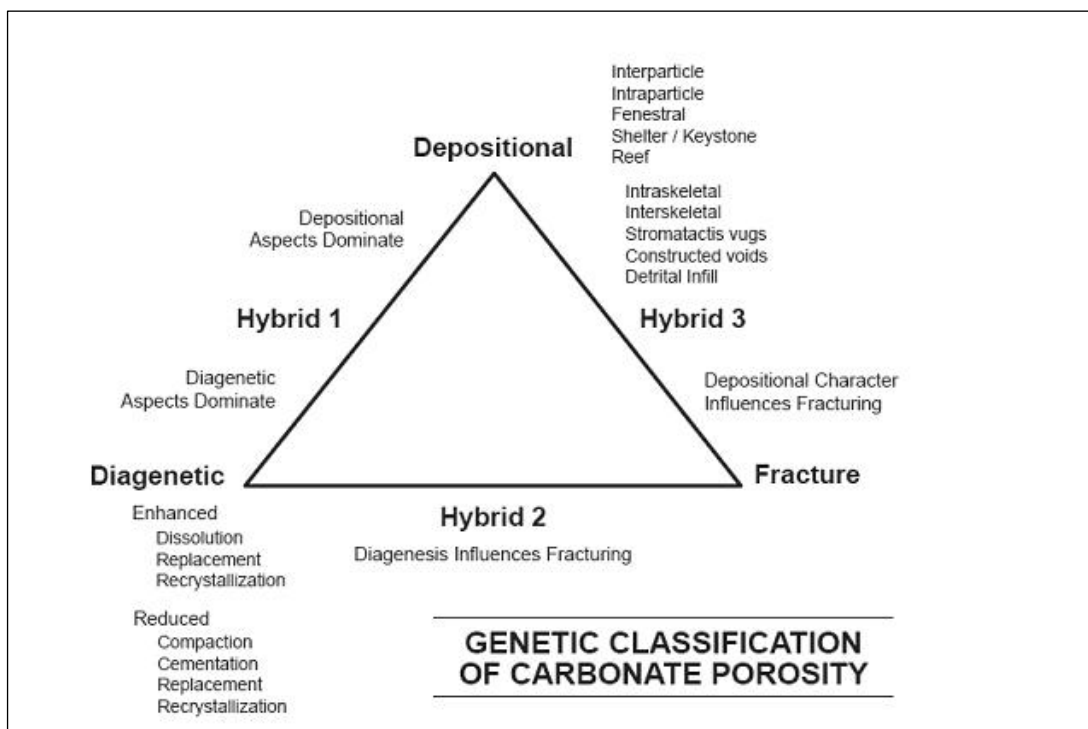 Interparticle
Intraparticle
Fenestral
Shelter / Keystone
Reef
Depositional
Intraskeletal
Interskeletal
Stromatactis vugs
Constructed voids
Detrital Infill
Depositional
Aspects Dominate
Hybrid 1
Hybrid 3
Diagenetic
Aspects Dominate
Depositional Character
Influences Fracturing
Diagenetic
Fracture
Enhanced
Dissolution
Replacement
Recrystallization
Hybrid 2
Diagenesis Influences Fracturing
Reduced
Compaction
Cementation
Replacement
Recrystallization
GENETIC CLASSIFICATION
OF CARBONATE POROSITY